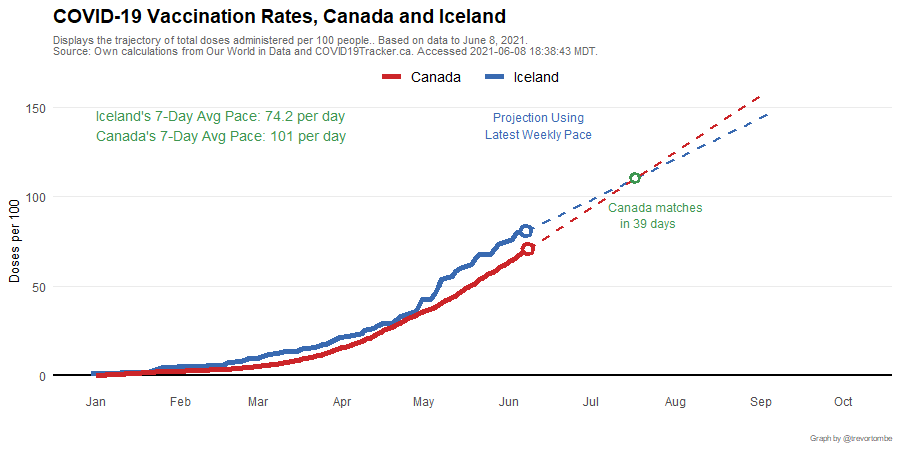 COVID-19 Vaccination Rates, Canada and Iceland
Displays the trajectory of total doses administered per 100 people.. Based on data to June 8, 2021.
Source: Own calculations from Our World in Data and COVID19Tracker.ca. Accessed 2021-06-08 18:38:43 MDT.
Canada Iceland
Iceland's 7-Day Avg Pace: 74.2 per day
Canada's 7-Day Avg Pace: 101 per day
Projection Using
Latest Weekly Pace
Canada matches
in 39 days
Doses per 100
150
100
50
0
Jan Feb Mar Apr May Jun Jul Aug Sep Oct
Graph by @trevortombe